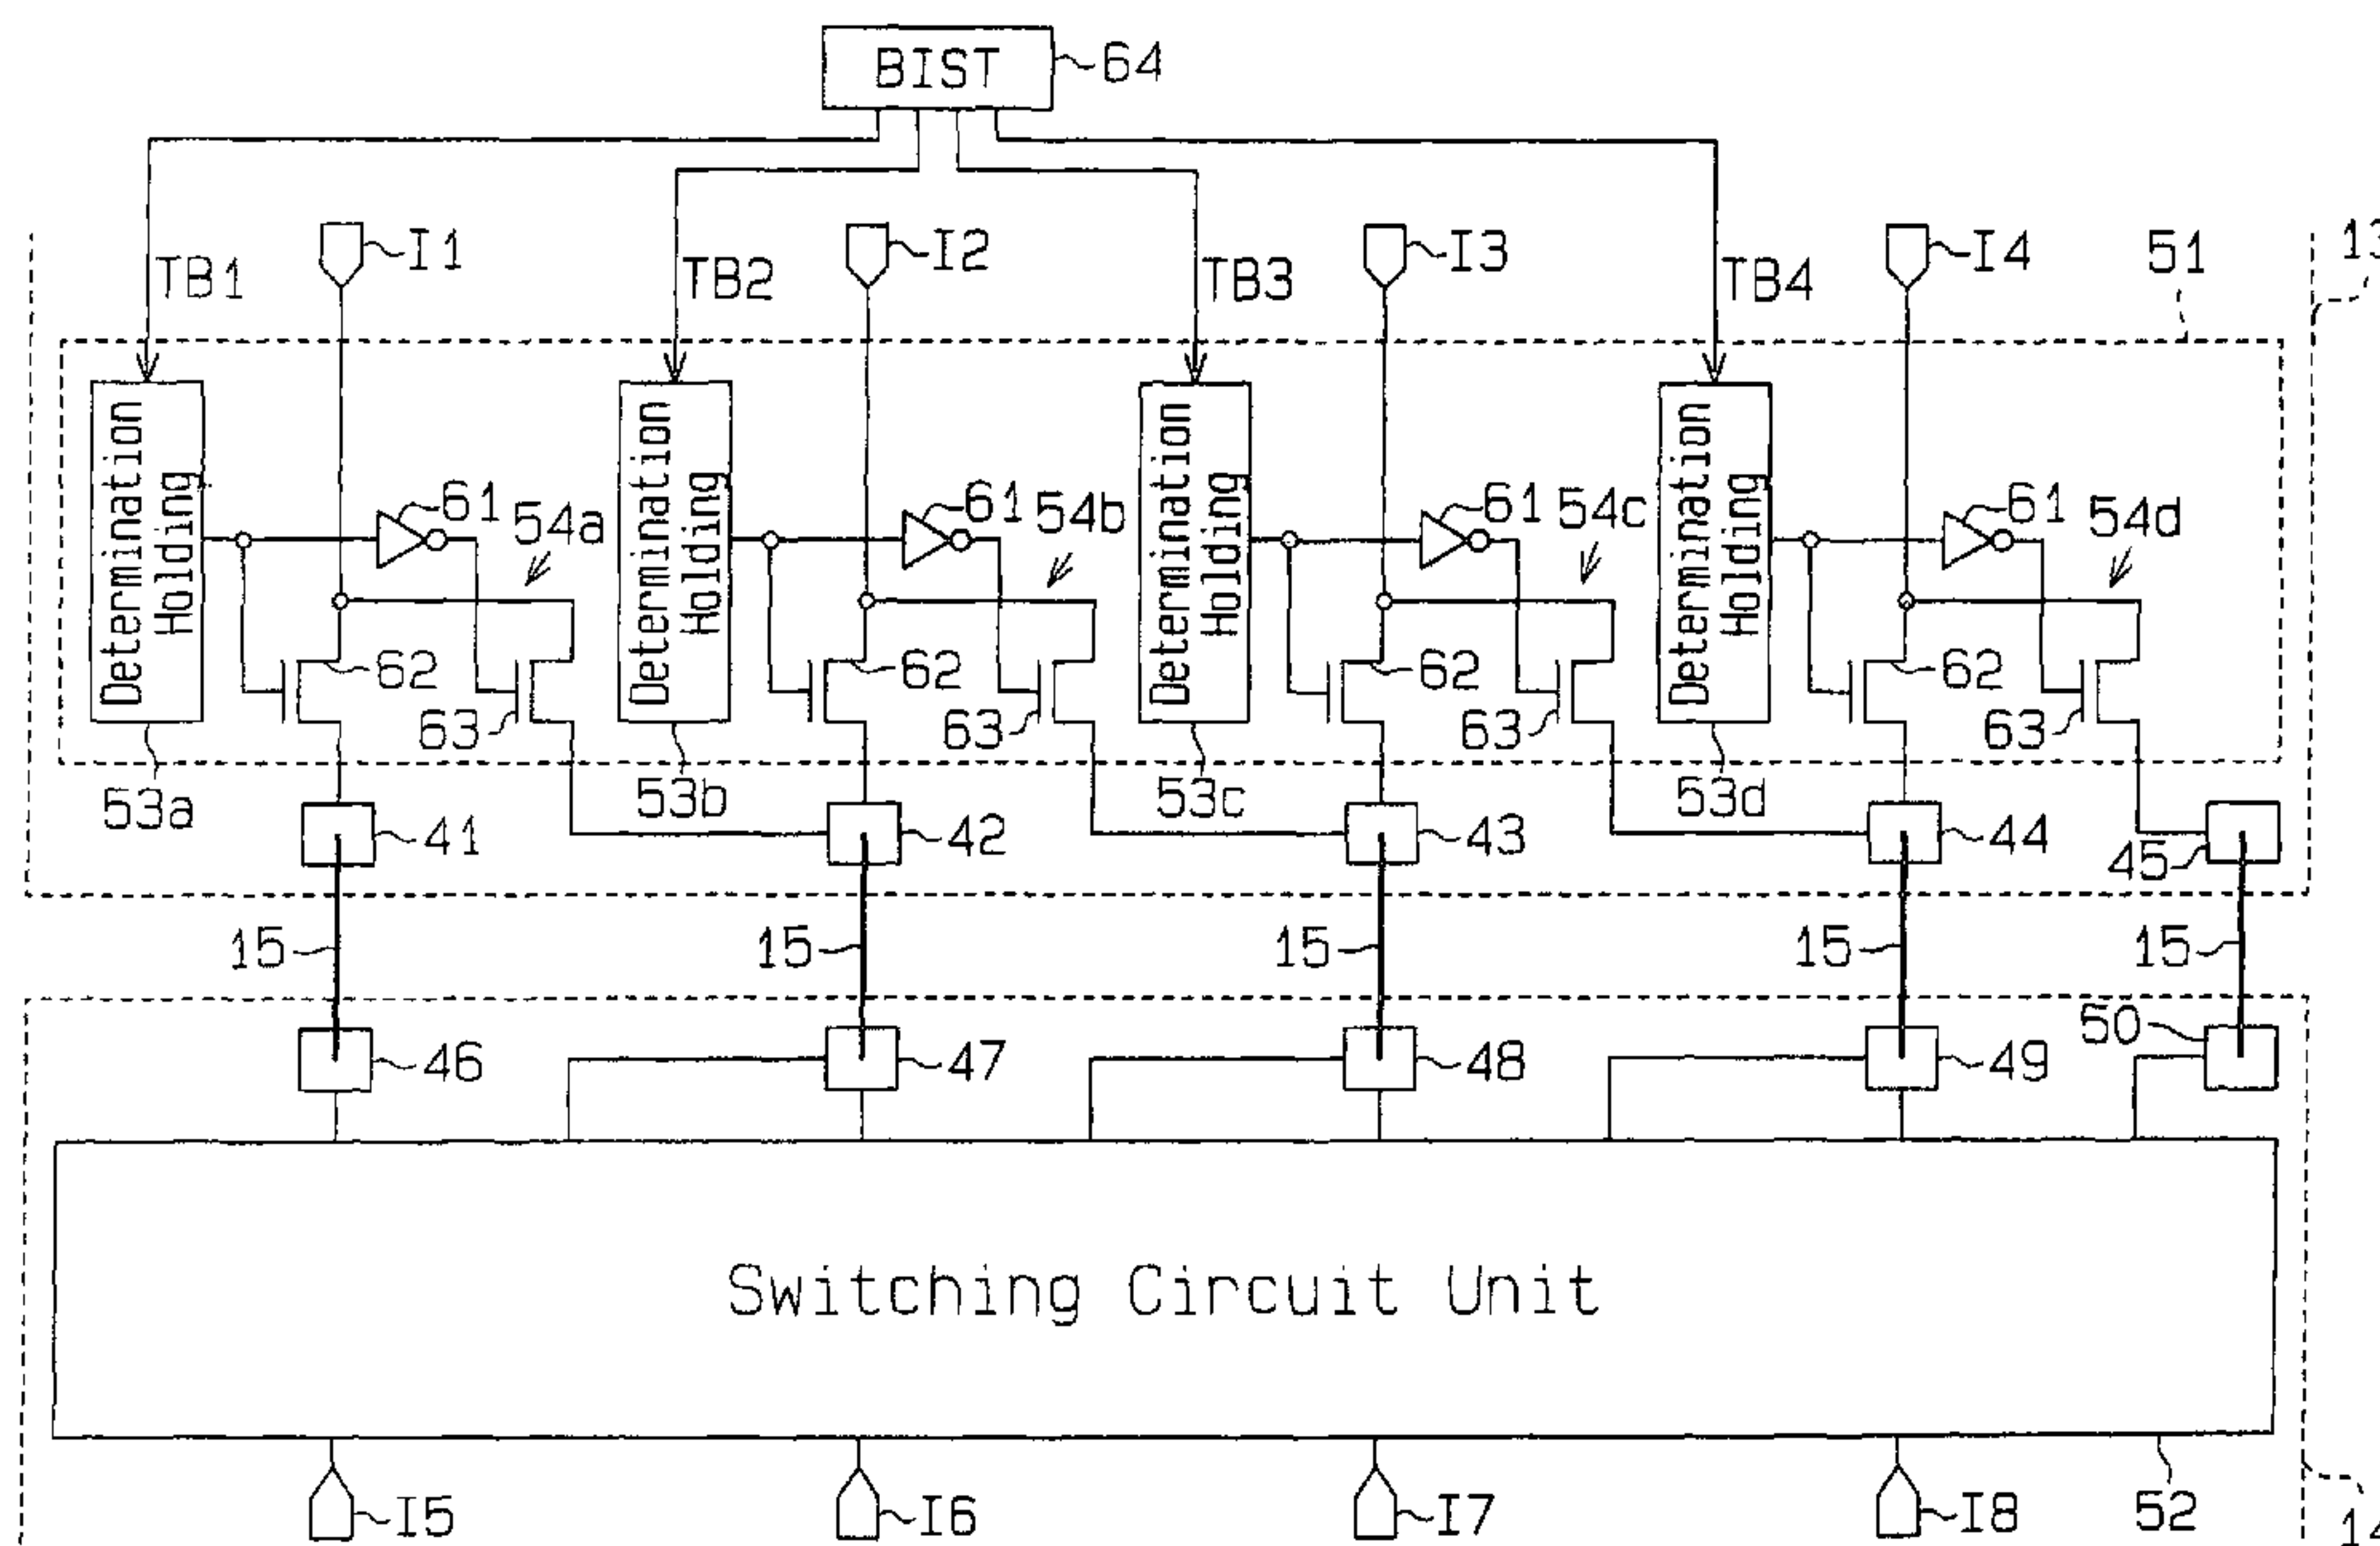 BIST
64
I1
I2
I3
I4
13
TB1
TB2
TB3
TB4
51
Determination
Holding
61
54a
Determination
Holding
61
54b
Determination
Holding
61
54c
Determination
Holding
61
54d
62
63
62
63
62
63
62
63
53a
53b
53c
53d
41
42
43
44
45
15
15
15
15
15
46
47
48
49
50
Switching Circuit Unit
I5
I6
I7
I8
52
14